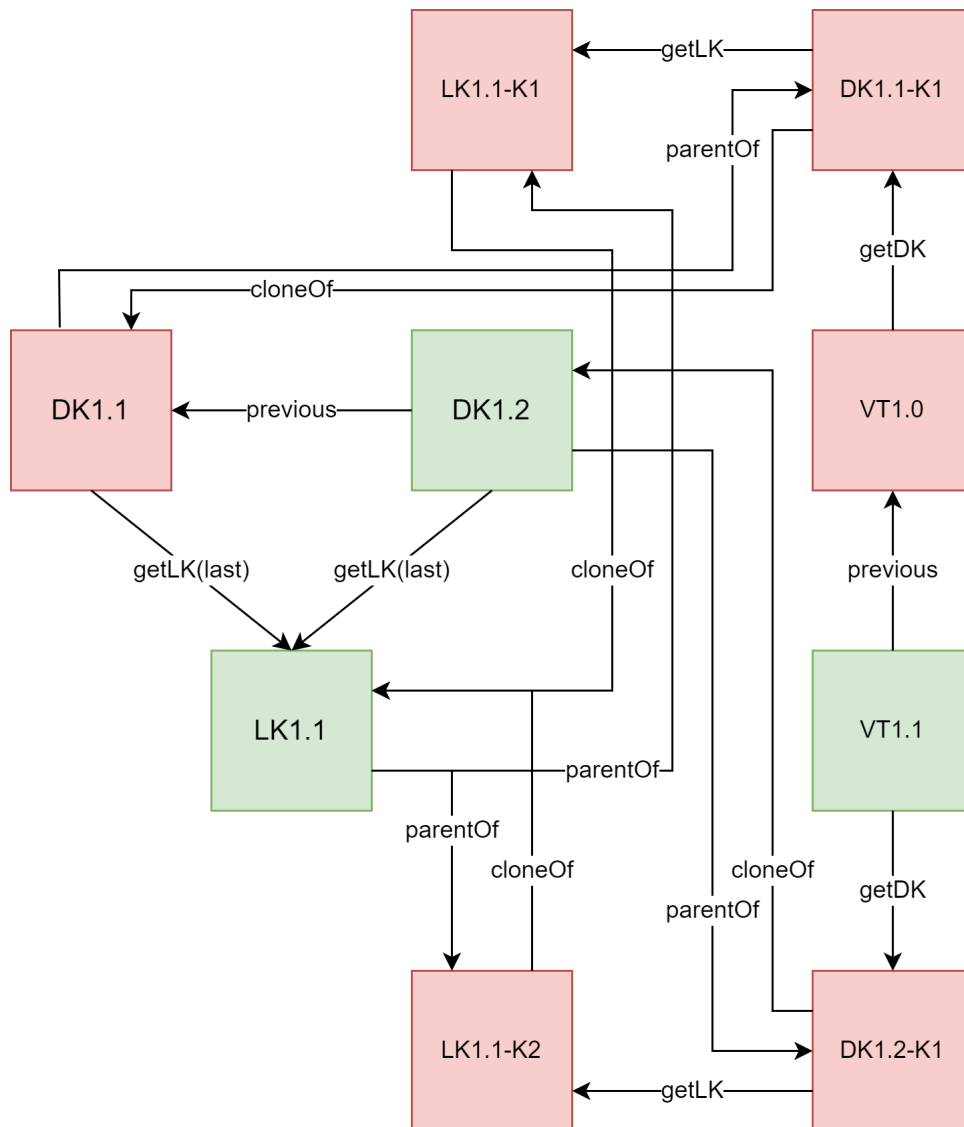 LK1.1-K1
getLK
DK1.1-K1
parentOf
getDK
cloneOf
DK1.1
previous
DK1.2
VT1.0
getLK(last)
getLK(last)
cloneOf
previous
LK1.1
VT1.1
parentOf
parentOf
cloneOf
cloneOf
getDK
parentOf
LK1.1-K2
getLK
DK1.2-K1